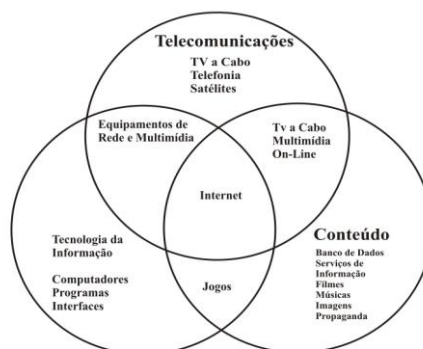 Telecomunicações
TV a Cabo
Telefonia
Satélites
Equipamentos de
Rede e Multimídia
Tv a Cabo
Multimídia
On-Line
Internet
Tecnologia da
Informação
Computadores
Programas
Interfaces
Jogos
Conteúdo
Banco de Dados
Serviços de
Informação
Filmes
Músicas
Imagens
Propaganda